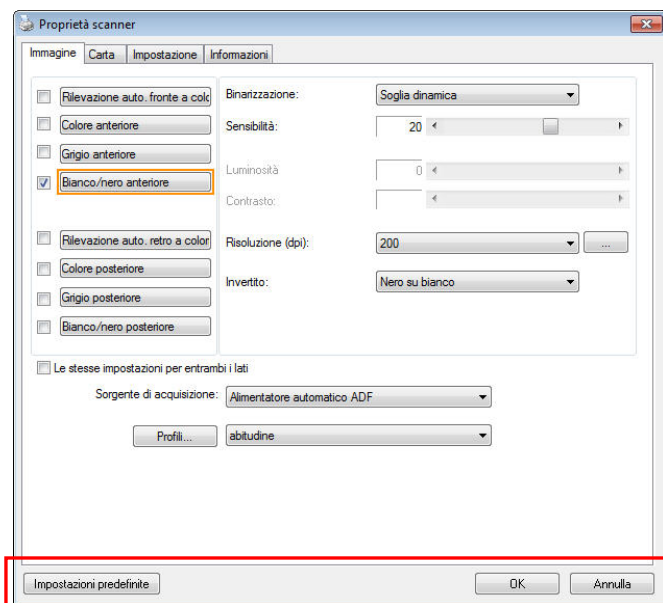 Proprietà scanner
Immagine Carta Impostazione Informazioni
Rilevazione auto. fronte a colo
Binarizzazione: Soglia dinamica
Colore anteriore
Sensibilità: 20
Grigio anteriore
Luminosità 0
Bianco/nero anteriore
Contrasto:
Rilevazione auto. retro a color
Risoluzione (dpi): 200 ...
Colore posteriore
Invertito: Nero su bianco
Grigio posteriore
Bianco/nero posteriore
Le stesse impostazioni per entrambi i lati
Sorgente di acquisizione: Alimentatore automatico ADF
Profili... abitudine
Impostazioni predefinite OK Annulla